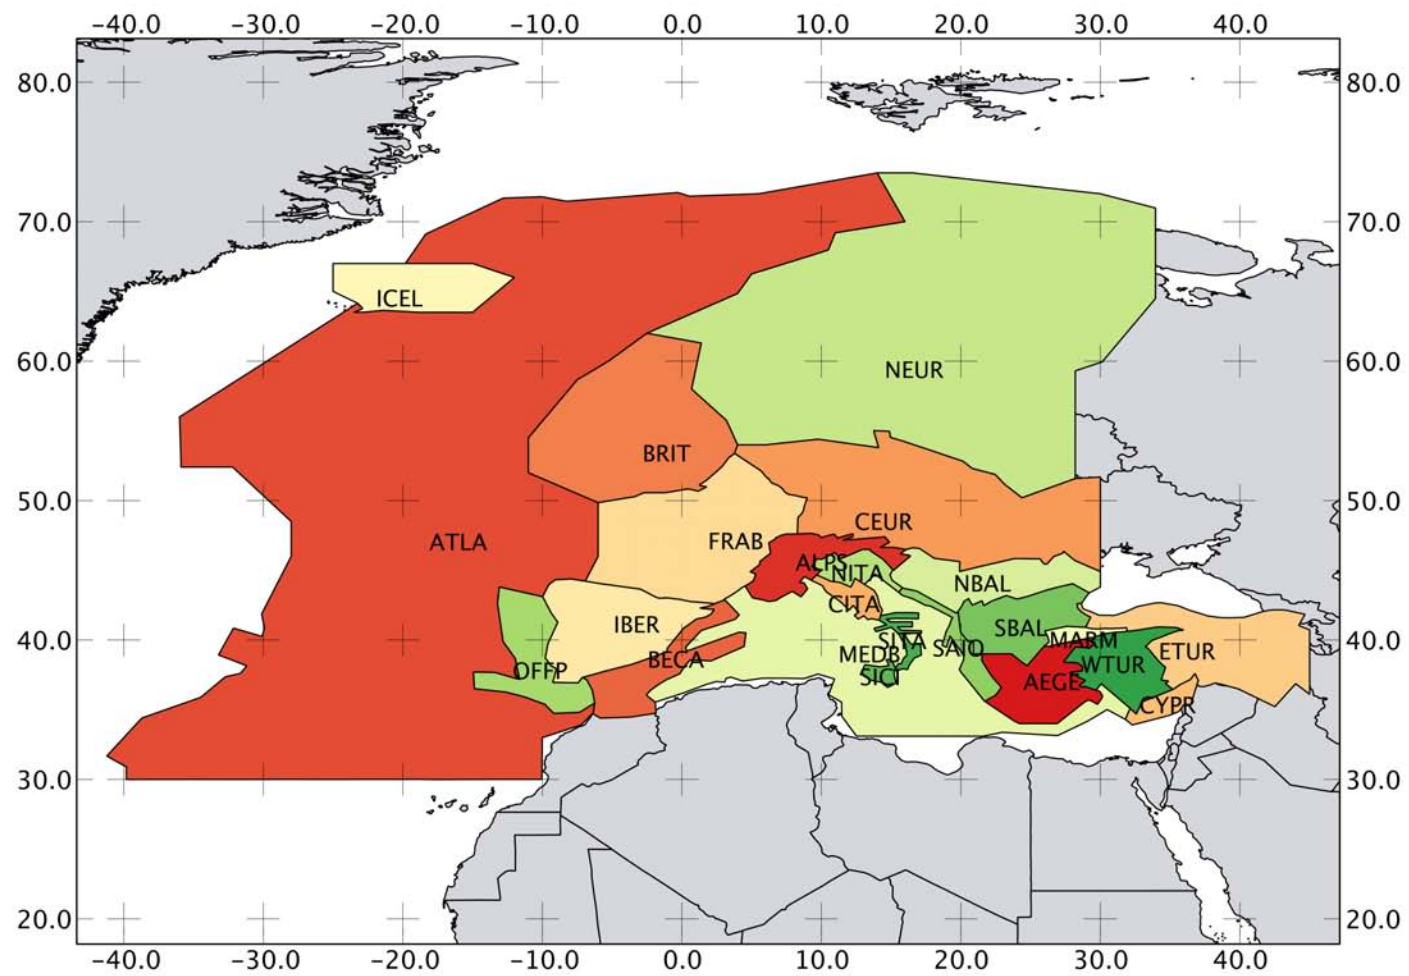 −40.0 −30.0 −20.0 −10.0 0.0 10.0 20.0 30.0 40.0
80.0 80.0
70.0 70.0
ICEL
60.0 60.0
NEUR
BRIT
50.0 50.0
CEUR
ATLA FRAB
ALPS
NITA
NBAL
CITA
IBER SBAL
40.0 MARM 40.0
SITA
SAIO
MEDB
ETUR
BECA
WTUR
OFFP
SICI
AEGE
CYPR
30.0 30.0
20.0 20.0
−40.0 −30.0 −20.0 −10.0 0.0 10.0 20.0 30.0 40.0